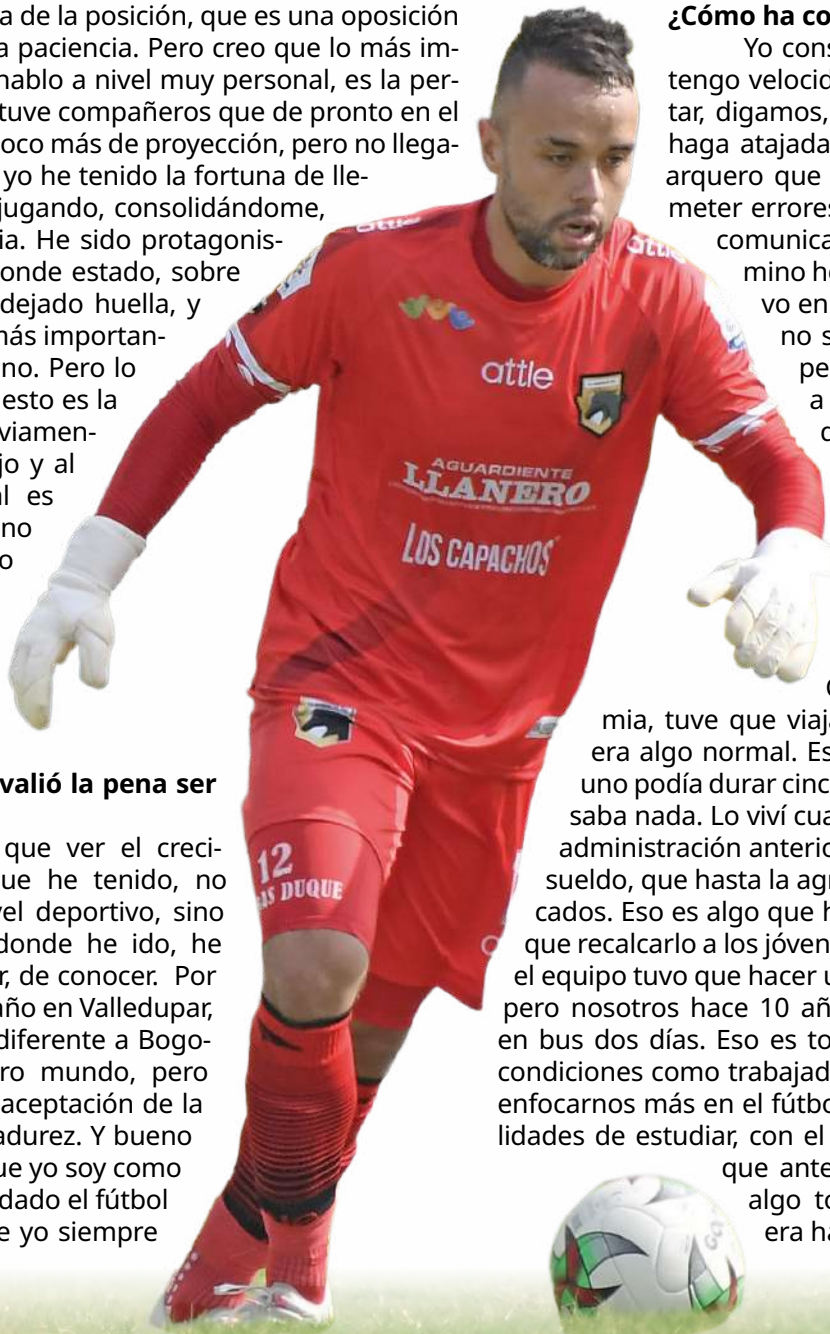 a de la posición, que es una oposición
a paciencia. Pero creo que lo más im-
nablo a nivel muy personal, es la per-
tuve compañeros que de pronto en el
oco más de proyección, pero no llega-
yo he tenido la fortuna de lle-
jugando, consolidándome,
ia. He sido protagonis-
onde estado, sobre
dejado huella, y
más importan-
no. Pero lo
esto es la
viamen-
jo y al
al es
no
o
valió la pena ser
que ver el creci-
ue he tenido, no
vel deportivo, sino
donde he ido, he
r, de conocer. Por
año en Valledupar,
diferente a Bogo-
ro mundo, pero
aceptación de la
adurez. Y bueno
ue yo soy como
dado el fútbol
e yo siempre
attle
attle
attle
AGUARDIENTE
LLANERO
LOS CAPACHOS
12
AS DUQUE
¿Cómo ha co
Yo cons
tengo velocid
tar, digamos,
haga atajada
arquero que
meter errores
comunica
mino he
vo en
no s
pe
a
c
mia, tuve que viaja
era algo normal. Es
uno podía durar cinc
saba nada. Lo viví cua
administración anterio
sueldo, que hasta la agr
cados. Eso es algo que h
que recalcarlo a los jóven
el equipo tuvo que hacer u
pero nosotros hace 10 añ
en bus dos días. Eso es to
condiciones como trabajad
enfocarnos más en el fútbo
lidades de estudiar, con el
que ante
algo to
era ha